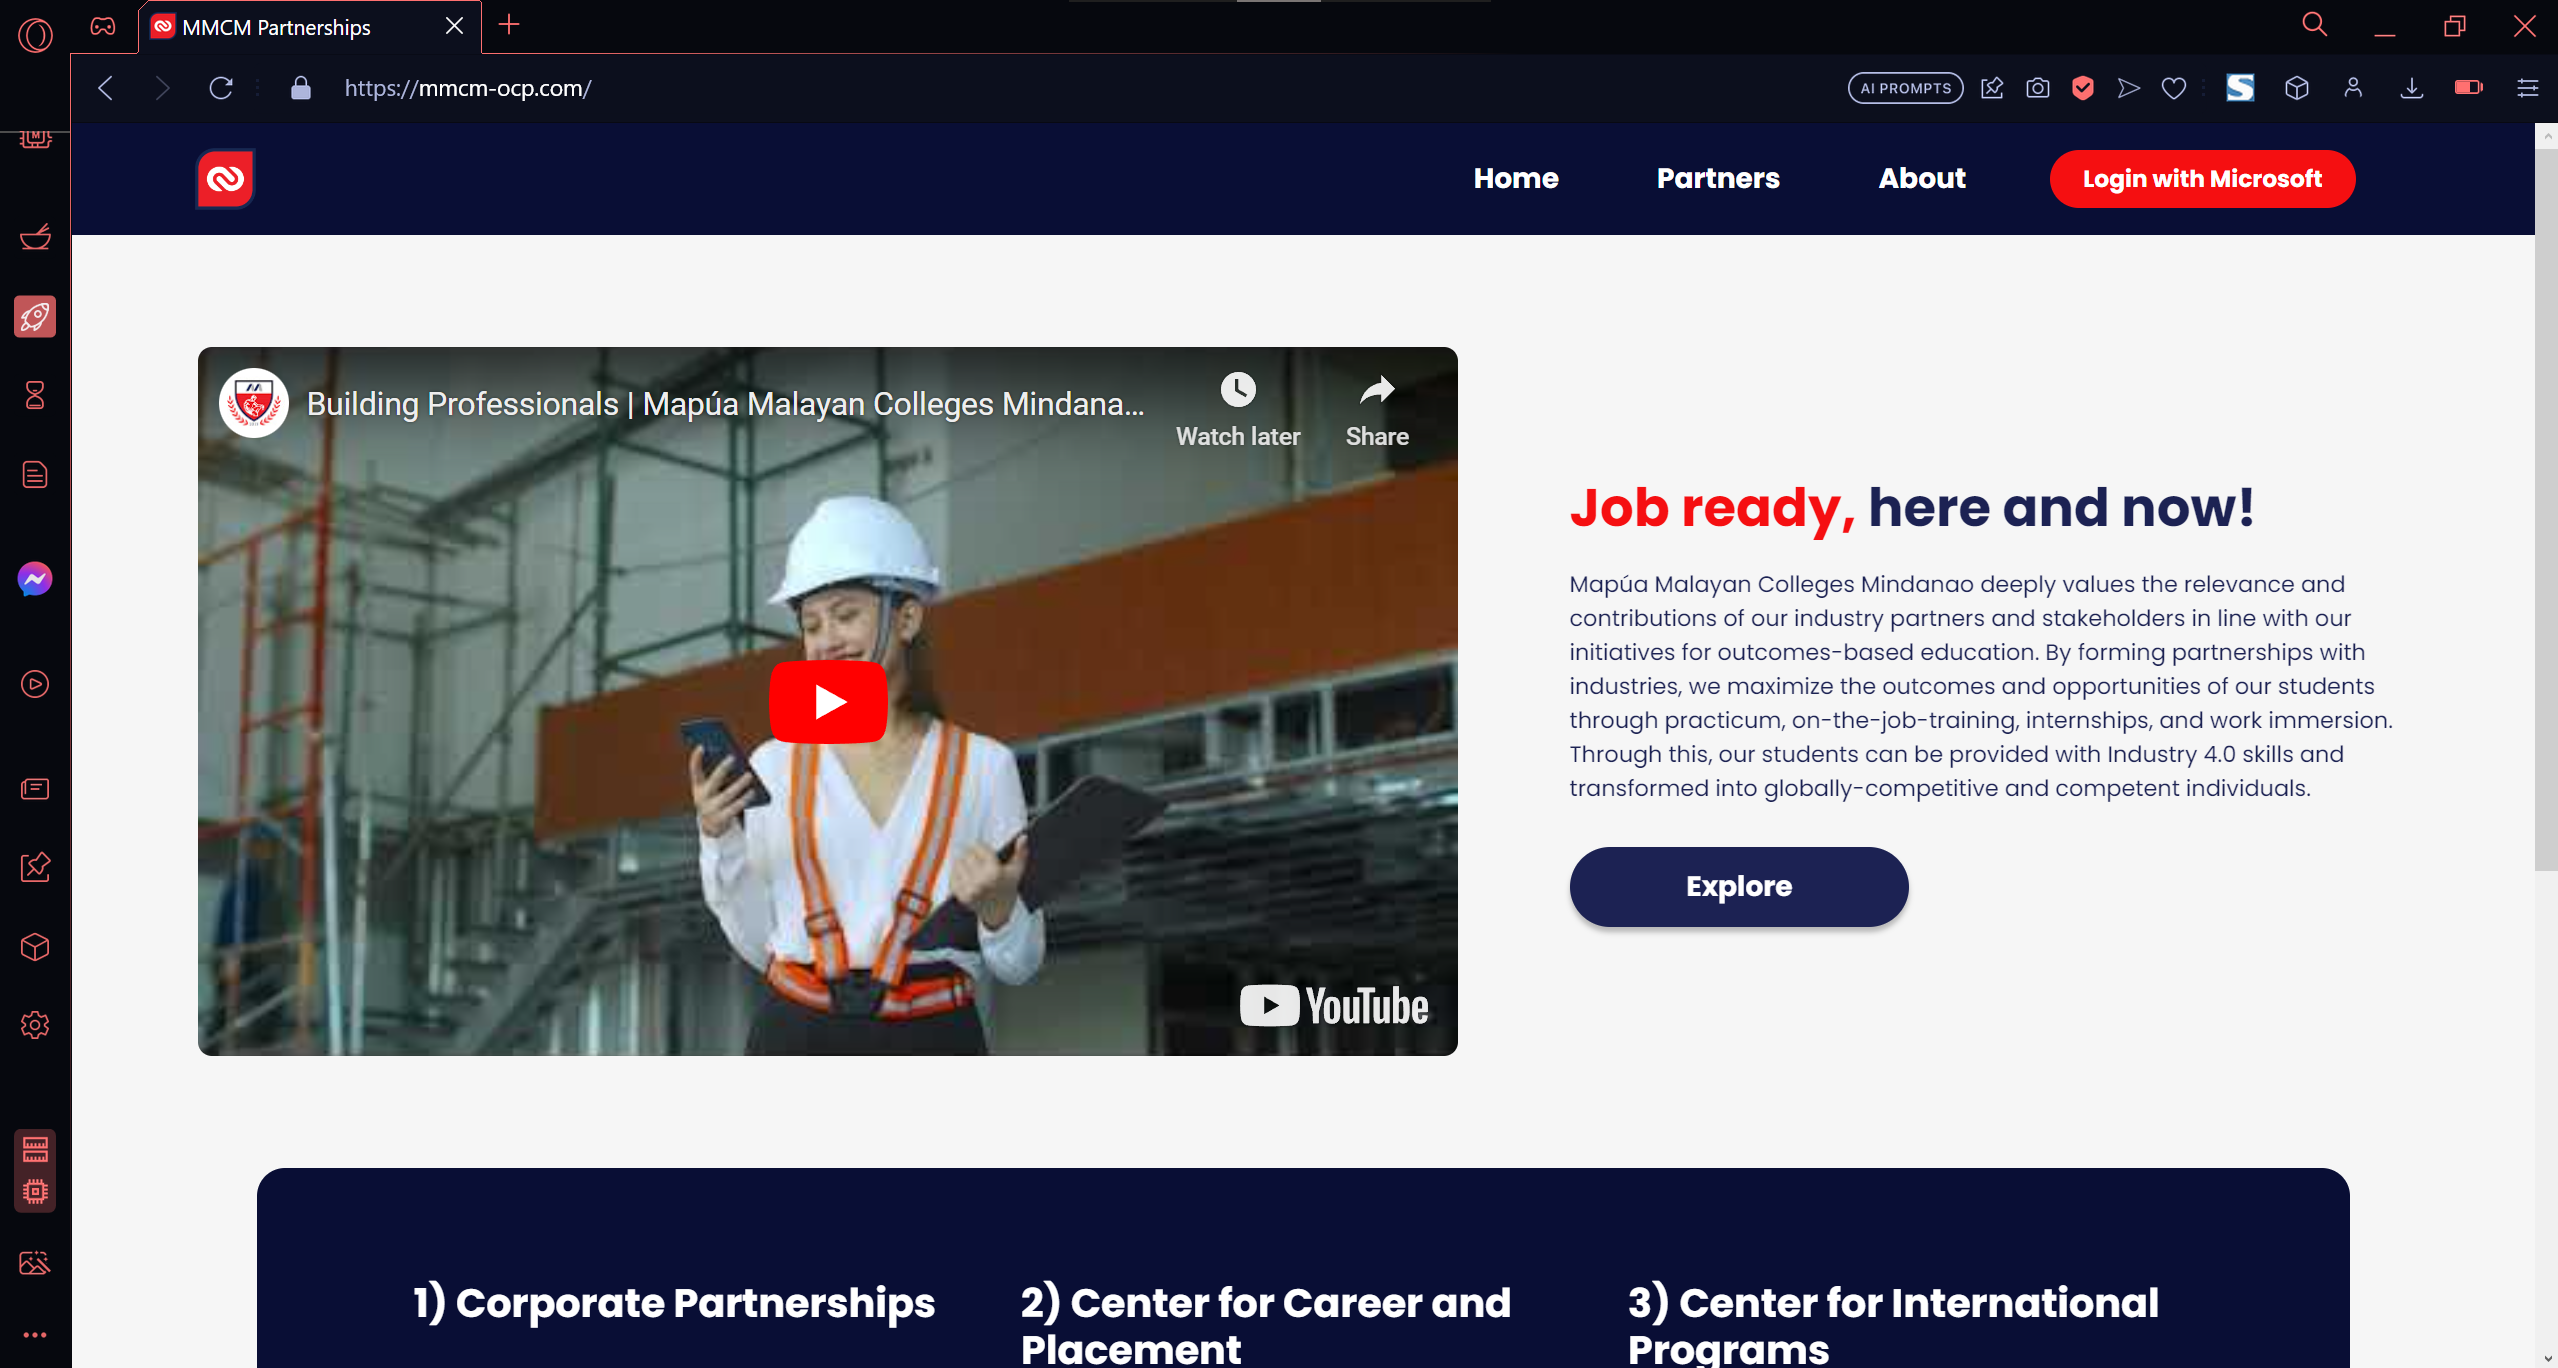 MMCM Partnerships
https://mmcm-ocp.com/
AI PROMPTS
Home
Partners
About
Login with Microsoft
Building Professionals | Mapúa Malayan Colleges Mindana...
Watch later
Share
Job ready, here and now!
Mapúa Malayan Colleges Mindanao deeply values the relevance and
contributions of our industry partners and stakeholders in line with our
initiatives for outcomes-based education. By forming partnerships with
industries, we maximize the outcomes and opportunities of our students
through practicum, on-the-job-training, internships, and work immersion.
Through this, our students can be provided with Industry 4.0 skills and
transformed into globally-competitive and competent individuals.
Explore
YouTube
1) Corporate Partnerships
2) Center for Career and
Placement
3) Center for International
Programs